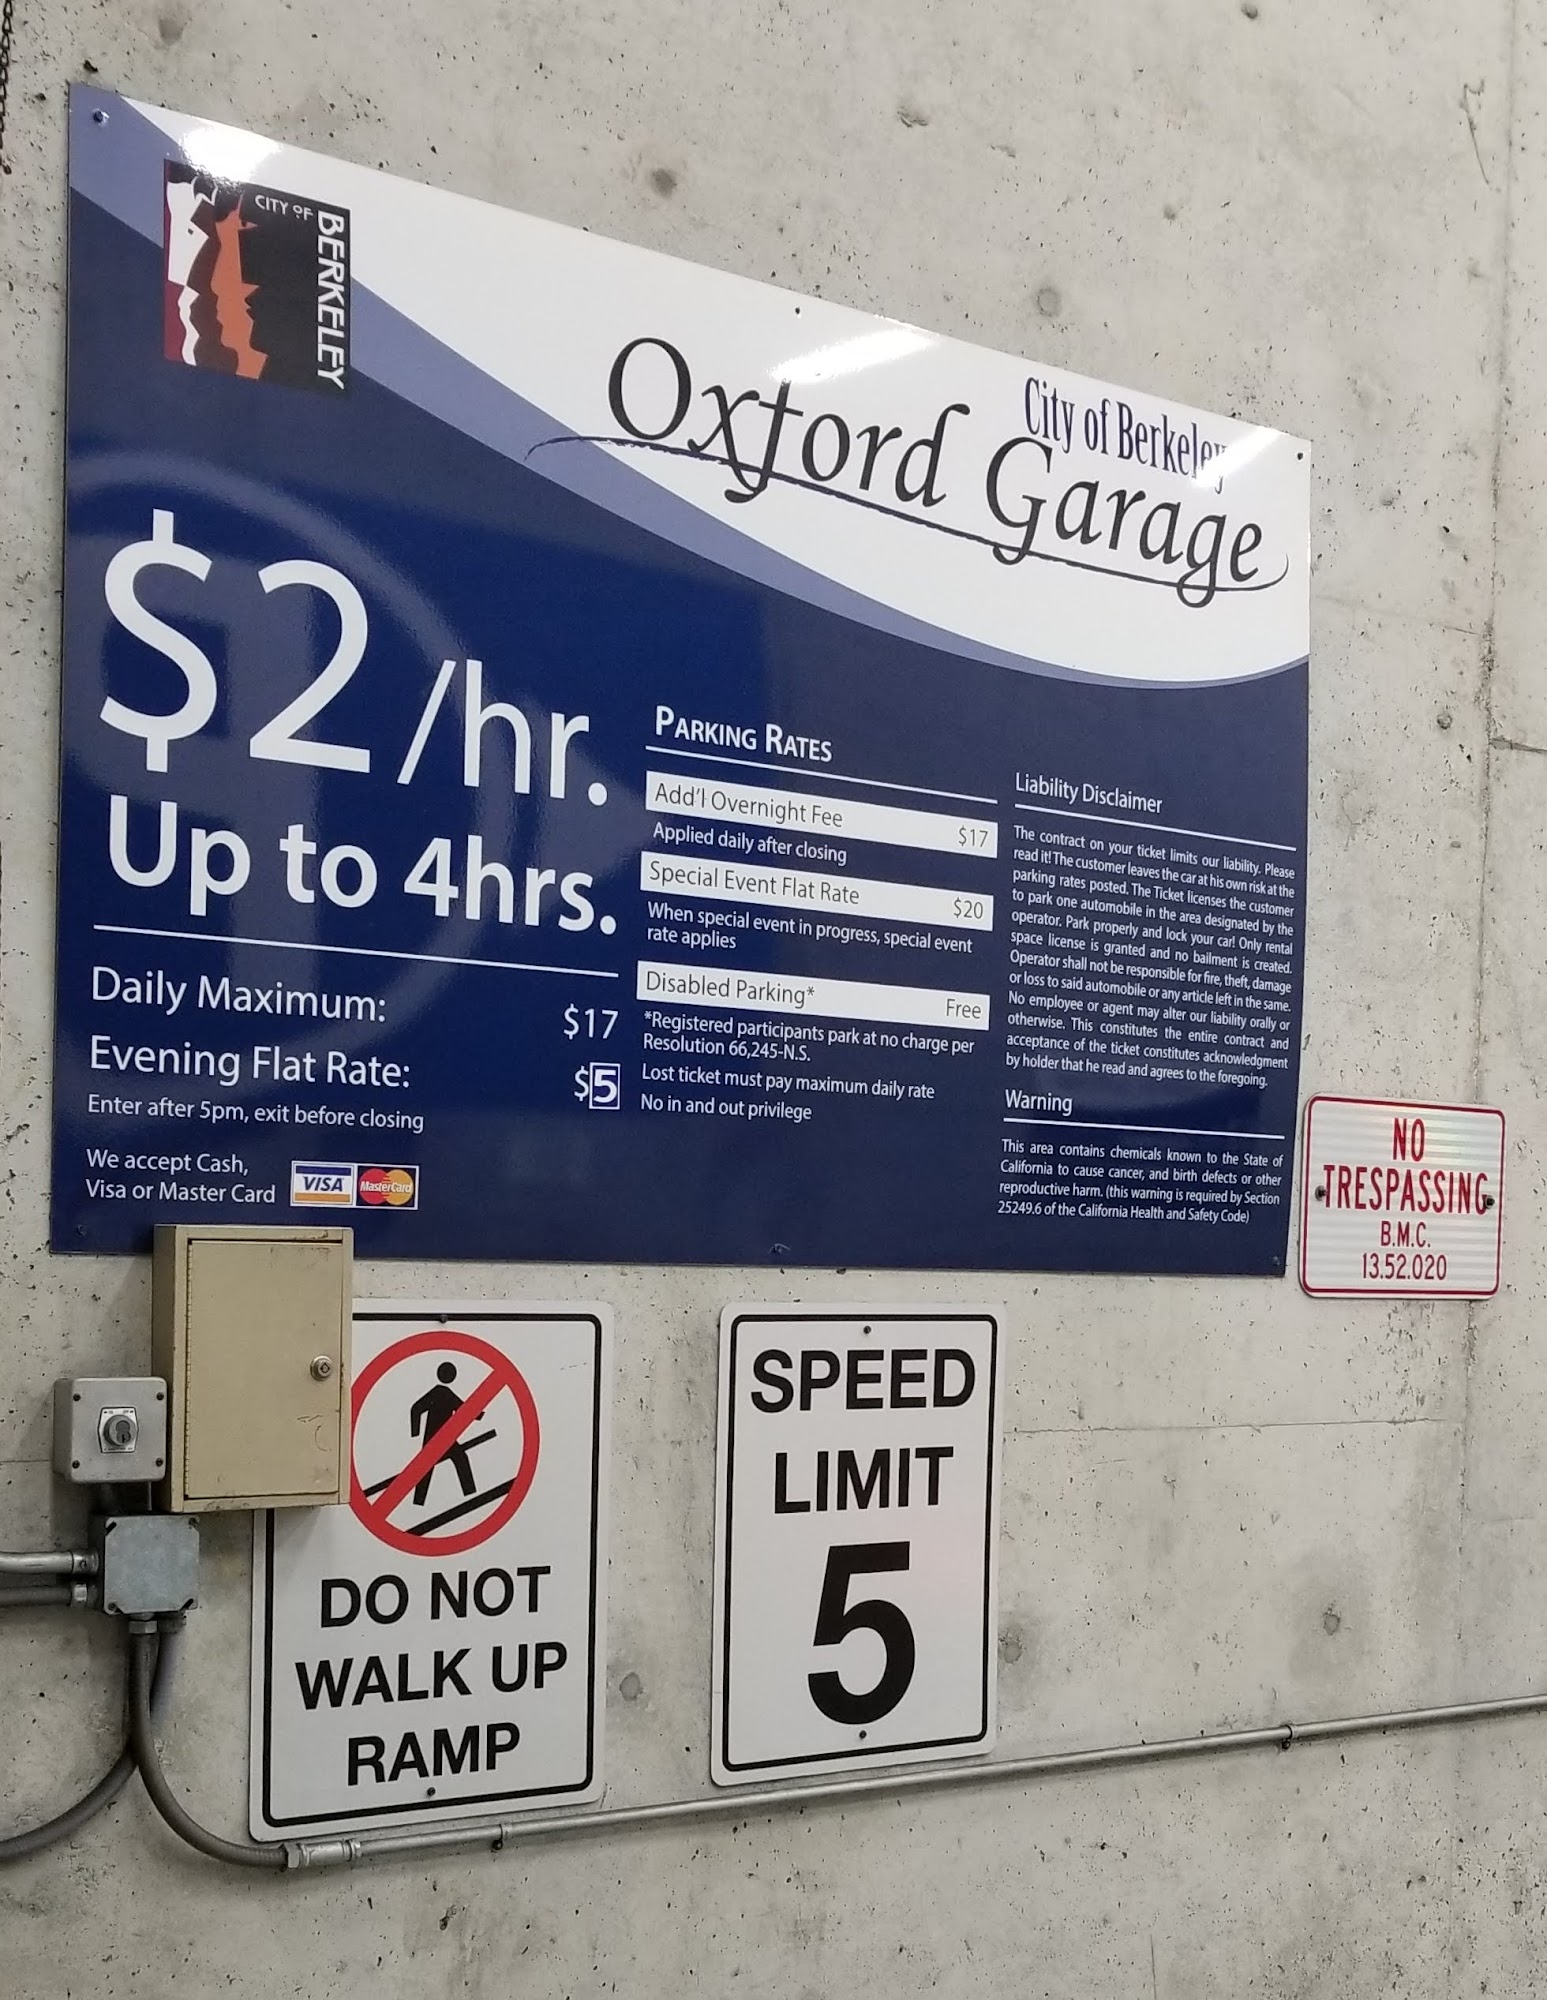 CITY OF
BERKELEY
City of Berkeley
Oxford Garage
$2/hr.
Up to 4hrs.
Daily Maximum: $17
Evening Flat Rate: $5
Enter after 5pm, exit before closing
We accept Cash,
Visa or Master Card
VISA
MasterCard
PARKING RATES
Add'l Overnight Fee $17
Applied daily after closing
Special Event Flat Rate $20
When special event in progress, special event
rate applies
Disabled Parking* Free
*Registered participants park at no charge per
Resolution 66,245-N.S.
Lost ticket must pay maximum daily rate
No in and out privilege
Liability Disclaimer
The contract on your ticket limits our liability. Please
read it! The customer leaves the car at his own risk at the
parking rates posted. The Ticket licenses the customer
to park one automobile in the area designated by the
operator. Park properly and lock your car! Only rental
space license is granted and no bailment is created.
Operator shall not be responsible for fire, theft, damage
or loss to said automobile or any article left in the same.
No employee or agent may alter our liability orally or
otherwise. This constitutes the entire contract and
acceptance of the ticket constitutes acknowledgment
by holder that he read and agrees to the foregoing.
Warning
This area contains chemicals known to the State of
California to cause cancer, and birth defects or other
reproductive harm. (this warning is required by Section
25249.6 of the California Health and Safety Code)
NO
TRESPASSING
B.M.C.
13.52.020
DO NOT
WALK UP
RAMP
SPEED
LIMIT
5